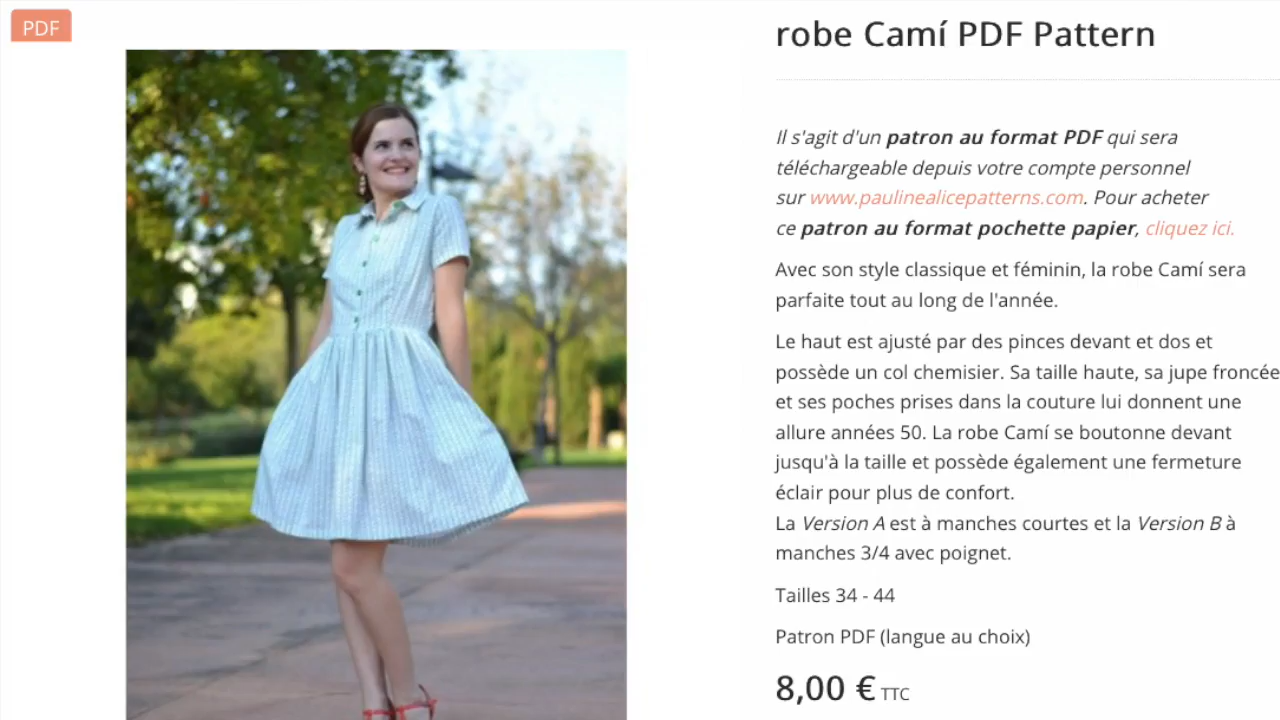 PDF
robe Camí PDF Pattern
Il s'agit d'un patron au format PDF qui sera
téléchargeable depuis votre compte personnel
sur www.paulinealicepatterns.com. Pour acheter
ce patron au format pochette papier, cliquez ici.
Avec son style classique et féminin, la robe Camí sera
parfaite tout au long de l'année.
Le haut est ajusté par des pinces devant et dos et
possède un col chemisier. Sa taille haute, sa jupe froncée
et ses poches prises dans la couture lui donnent une
allure années 50. La robe Camí se boutonne devant
jusqu'à la taille et possède également une fermeture
éclair pour plus de confort.
La Version A est à manches courtes et la Version B à
manches 3/4 avec poignet.
Tailles 34 - 44
Patron PDF (langue au choix)
8,00 € TTC